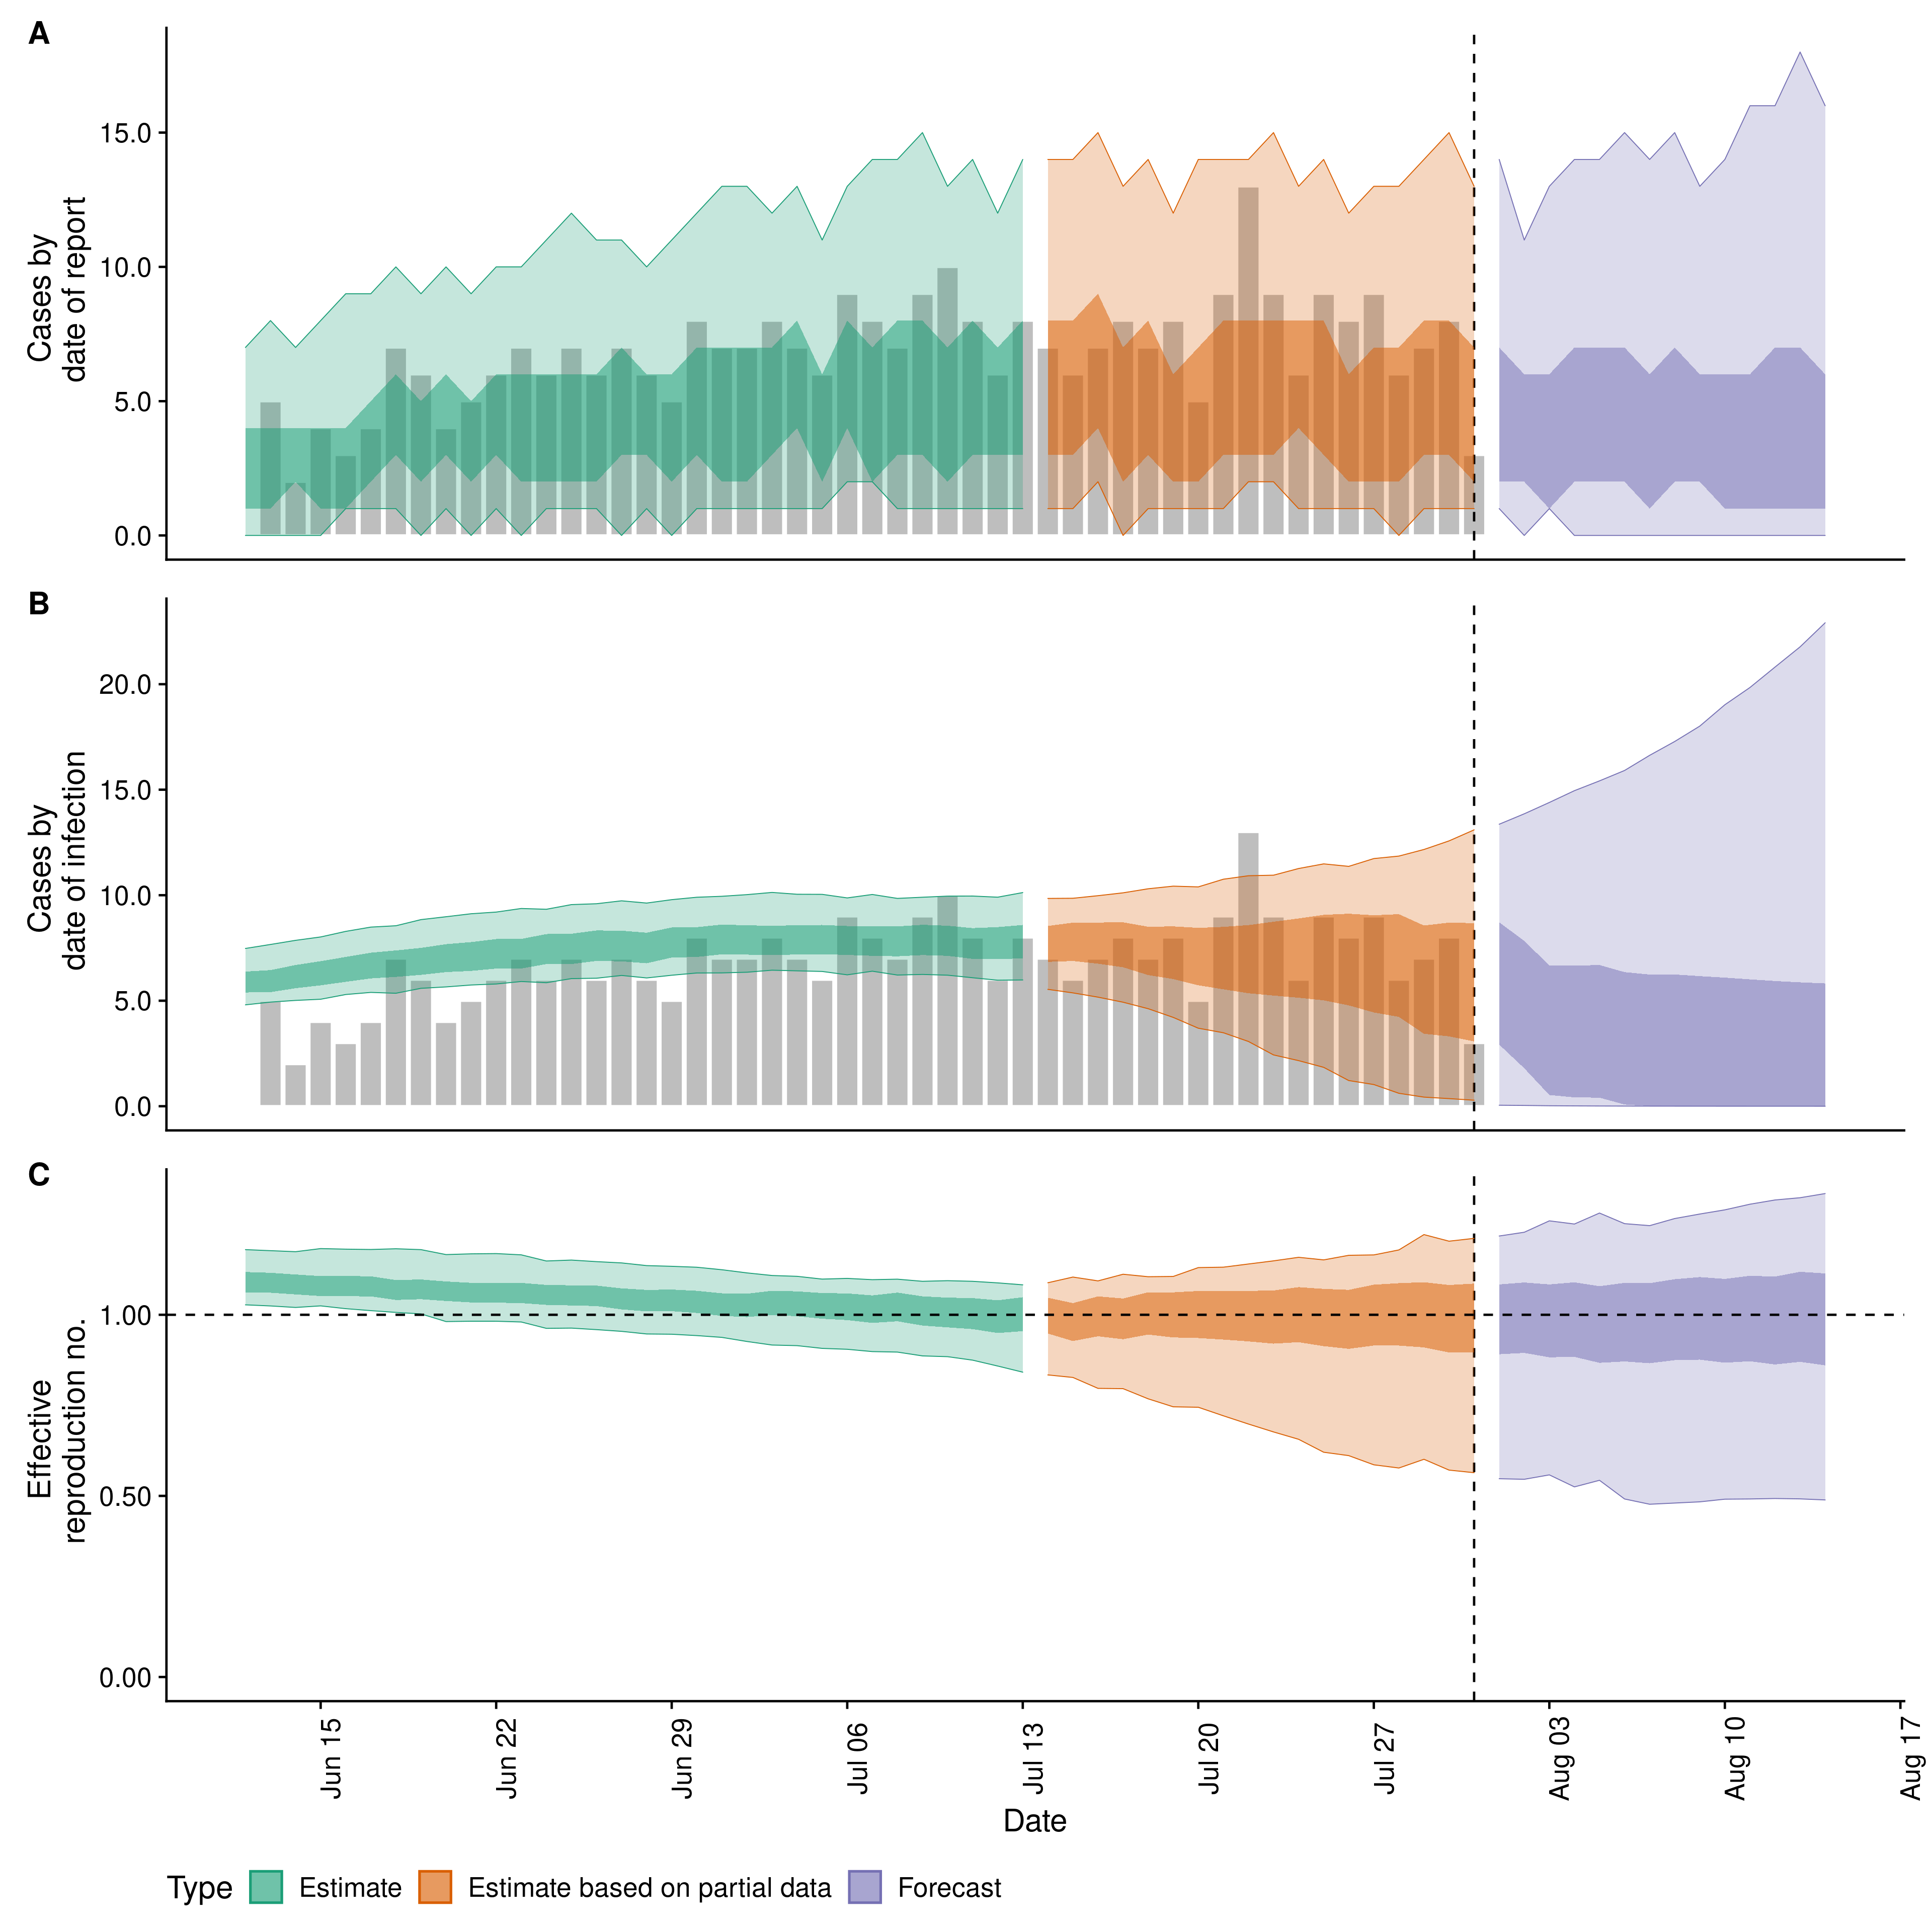 A
Cases by
date of report
15.0
10.0
5.0
0.0
B
Cases by
date of infection
20.0
15.0
10.0
5.0
0.0
C
Effective
reproduction no.
1.00
0.50
0.00
Jun 15
Jun 22
Jun 29
Jul 06
Jul 13
Jul 20
Jul 27
Aug 03
Aug 10
Aug 17
Date
Type Estimate Estimate based on partial data Forecast